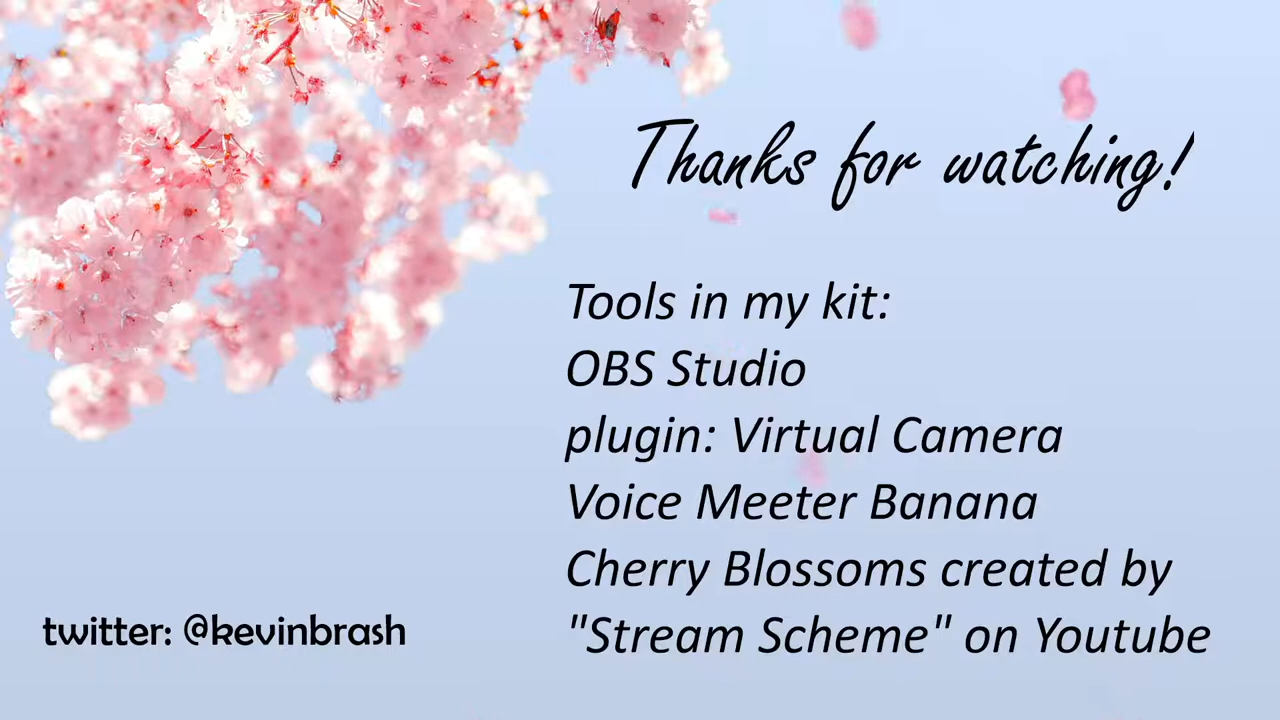 Thanks for watching!
Tools in my kit:
OBS Studio
plugin: Virtual Camera
Voice Meeter Banana
Cherry Blossoms created by
"Stream Scheme" on Youtube
twitter: @kevinbrash